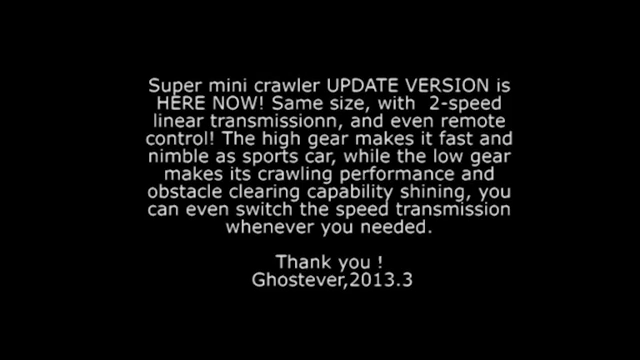 Super mini crawler UPDATE VERSION is
HERE NOW! Same size, with  2-speed
linear transmissionn, and even remote
control! The high gear makes it fast and
nimble as sports car, while the low gear
makes its crawling performance and
obstacle clearing capability shining, you
can even switch the speed transmission
whenever you needed.
Thank you !
Ghostever,2013.3